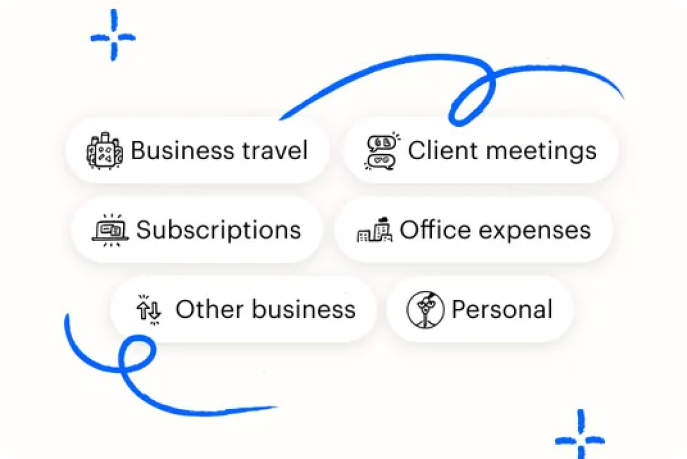 Business travel
Client meetings
Subscriptions
Office expenses
Other business
Personal